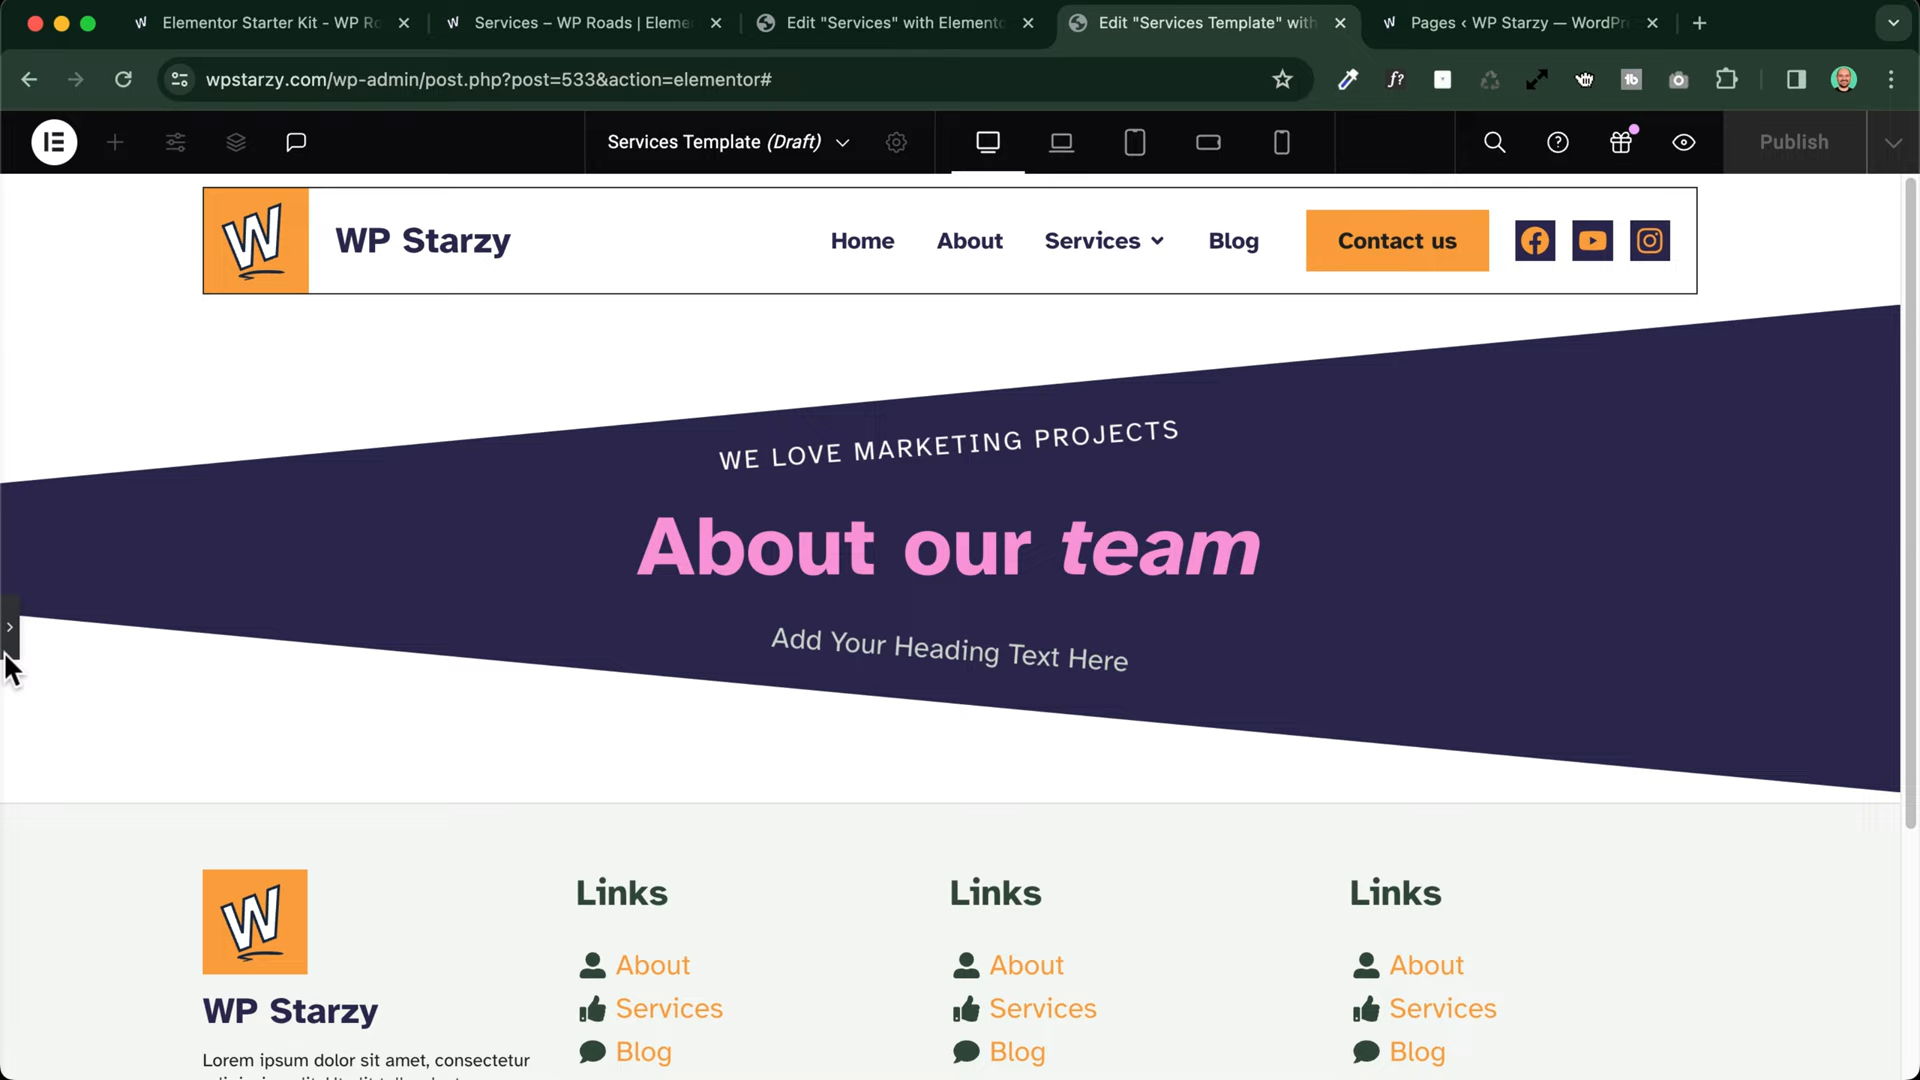 Elementor Starter Kit - WP Ro
Services – WP Roads | Eleme
Edit "Services" with Elemento
Edit "Services Template" with
Pages ‹ WP Starzy — WordPr
wpstarzy.com/wp-admin/post.php?post=533&action=elementor#
Services Template (Draft)
Publish
W
WP Starzy
Home
About
Services
Blog
Contact us
WE LOVE MARKETING PROJECTS
About our team
Add Your Heading Text Here
W
WP Starzy
Lorem ipsum dolor sit amet, consectetur
Links
About
Services
Blog
Links
About
Services
Blog
Links
About
Services
Blog